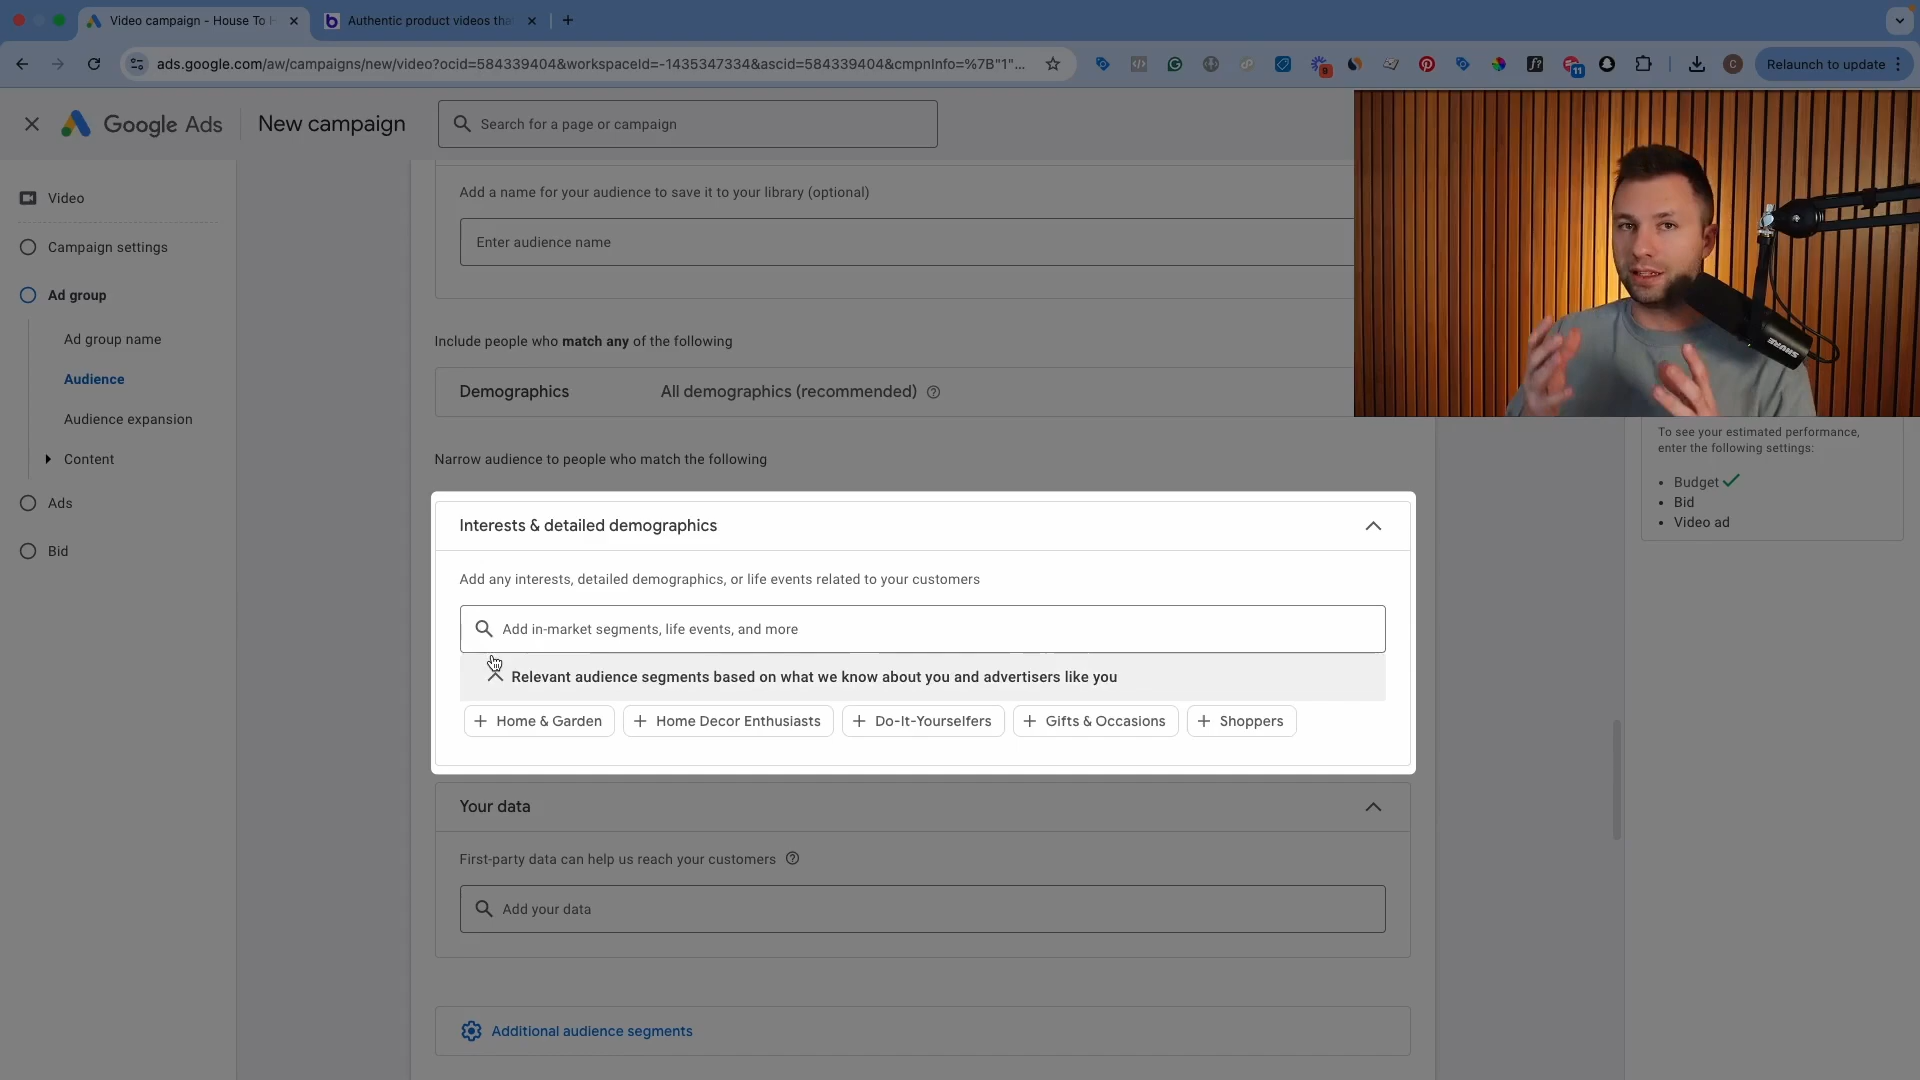 Video campaign - House To H
Authentic product videos tha
ads.google.com/aw/campaigns/new/video?ocid=584339404&workspaceId=-1435347334&ascid=584339404&cmpnInfo=%7B"1"...
9
11
C
Relaunch to update
Google Ads
New campaign
Search for a page or campaign
Video
Campaign settings
Ad group
Ad group name
Audience
Audience expansion
Content
Ads
Bid
Add a name for your audience to save it to your library (optional)
Enter audience name
Include people who match any of the following
Demographics
All demographics (recommended)
Narrow audience to people who match the following
Interests & detailed demographics
Add any interests, detailed demographics, or life events related to your customers
Add in-market segments, life events, and more
Relevant audience segments based on what we know about you and advertisers like you
+ Home & Garden
+ Home Decor Enthusiasts
+ Do-It-Yourselfers
+ Gifts & Occasions
+ Shoppers
Your data
First-party data can help us reach your customers
Add your data
Additional audience segments
To see your estimated performance,
enter the following settings:
• Budget
• Bid
• Video ad
SHURE